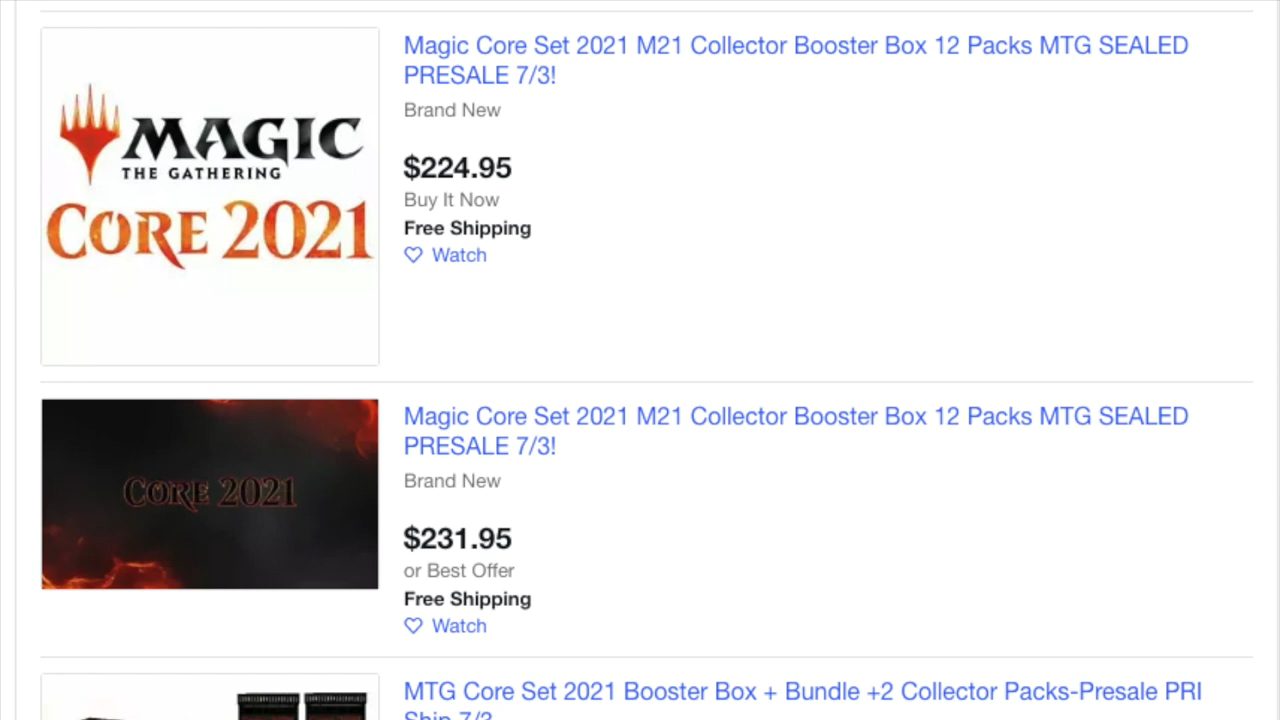 Magic Core Set 2021 M21 Collector Booster Box 12 Packs MTG SEALED
PRESALE 7/3!
Brand New
MAGIC
THE GATHERING
CORE 2021
$224.95
Buy It Now
Free Shipping
Watch
Magic Core Set 2021 M21 Collector Booster Box 12 Packs MTG SEALED
PRESALE 7/3!
Brand New
CORE 2021
$231.95
or Best Offer
Free Shipping
Watch
MTG Core Set 2021 Booster Box + Bundle +2 Collector Packs-Presale PRI
Ship 7/3